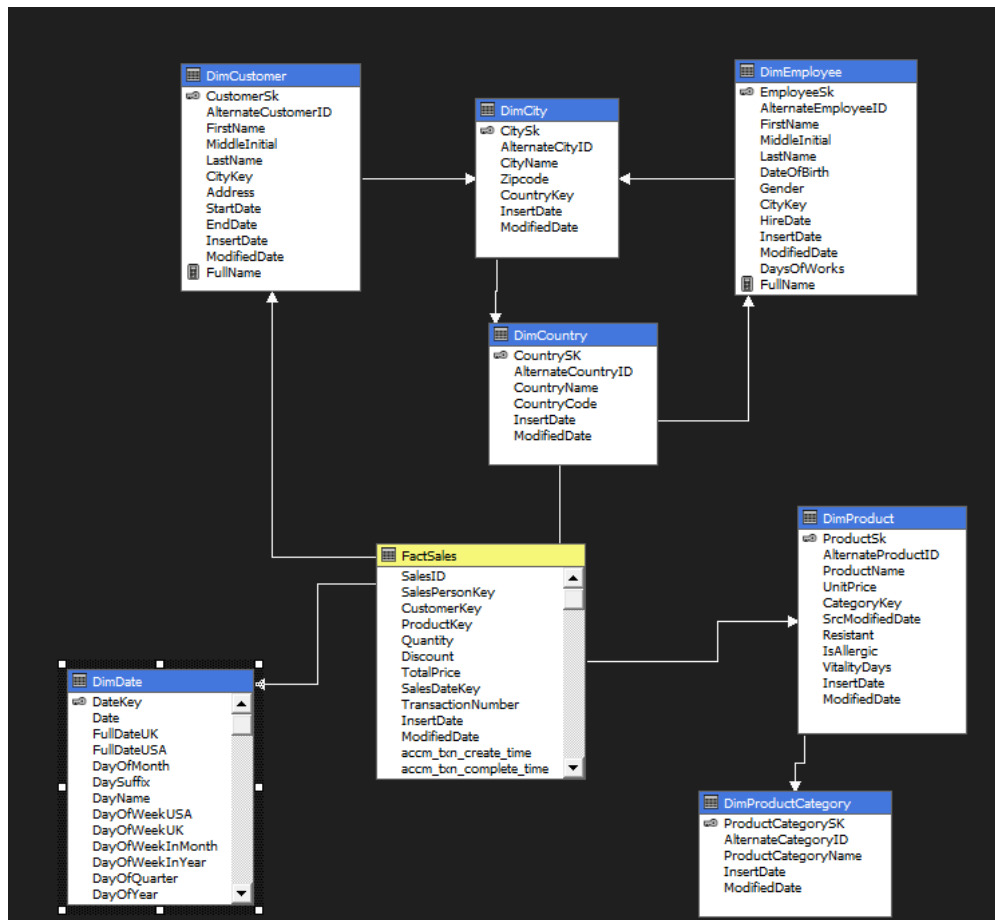 DimCustomer
CustomerSk
AlternateCustomerID
FirstName
MiddleInitial
LastName
CityKey
Address
StartDate
EndDate
InsertDate
ModifiedDate
FullName
DimCity
CitySk
AlternateCityID
CityName
Zipcode
CountryKey
InsertDate
ModifiedDate
DimEmployee
EmployeeSk
AlternateEmployeeID
FirstName
MiddleInitial
LastName
DateOfBirth
Gender
CityKey
HireDate
InsertDate
ModifiedDate
DaysOfWorks
FullName
DimCountry
CountrySK
AlternateCountryID
CountryName
CountryCode
InsertDate
ModifiedDate
FactSales
SalesID
SalesPersonKey
CustomerKey
ProductKey
Quantity
Discount
TotalPrice
SalesDateKey
TransactionNumber
InsertDate
ModifiedDate
accm_txn_create_time
accm_txn_complete_time
DimProduct
ProductSk
AlternateProductID
ProductName
UnitPrice
CategoryKey
SrcModifiedDate
Resistant
IsAllergic
VitalityDays
InsertDate
ModifiedDate
DimDate
DateKey
Date
FullDateUK
FullDateUSA
DayOfMonth
DaySuffix
DayName
DayOfWeekUSA
DayOfWeekUK
DayOfWeekInMonth
DayOfWeekInYear
DayOfQuarter
DayOfYear
DimProductCategory
ProductCategorySK
AlternateCategoryID
ProductCategoryName
InsertDate
ModifiedDate